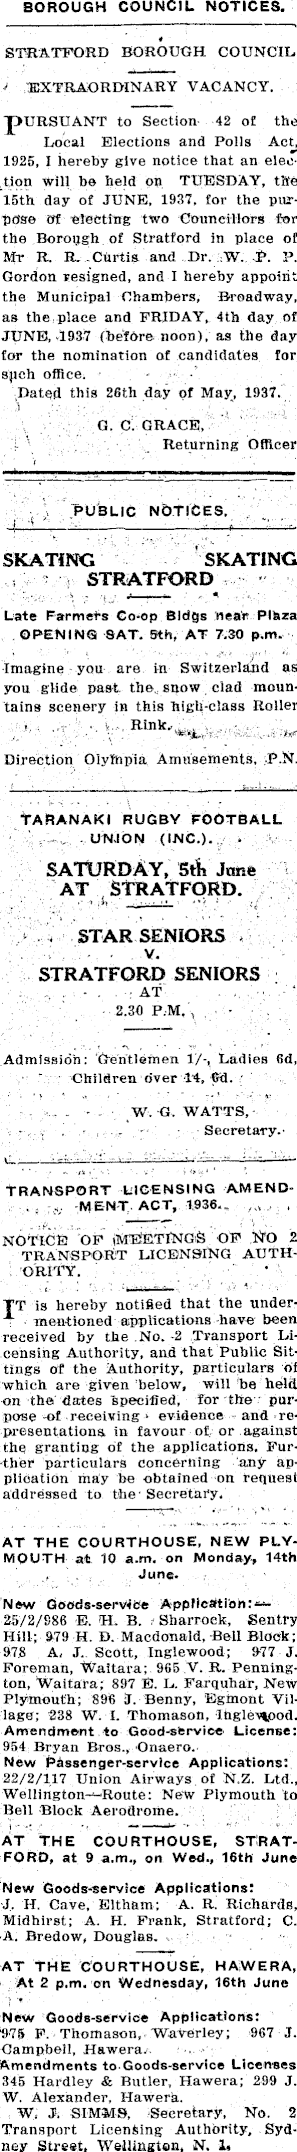 BOROUGH COUNCIL NOTICES.
STRATFORD BOROUGH COUNCIL
EXTRAORDINARY VACANCY.
PURSUANT to Section 42 of the
Local Elections and Polls Act,
1925, I hereby give notice that an elec-
tion will be held on TUESDAY, the
15th day of JUNE, 1937, for the pur-
pose of electing two Councillors for
the Borough of Stratford in place of
Mr R. R. Curtis and Dr. W. P. P.
Gordon resigned, and I hereby appoint
the Municipal Chambers, Broadway,
as the place and FRIDAY, 4th day of
JUNE, 1937 (before noon), as the day
for the nomination of candidates for
such office.
Dated this 26th day of May, 1937.
G. C. GRACE,
Returning Officer
PUBLIC NOTICES.
SKATING SKATING
STRATFORD
Late Farmers Co-op Bldgs near Plaza
OPENING SAT. 5th, AT 7.30 p.m.
Imagine you are in Switzerland as
you glide past the snow clad moun-
tains scenery in this high-class Roller
Rink.
Direction Olympia Amusements, P.N.
TARANAKI RUGBY FOOTBALL
UNION (INC.).
SATURDAY, 5th June
AT STRATFORD.
STAR SENIORS
V.
STRATFORD SENIORS
AT
2.30 P.M.
Admission: Gentlemen 1/-, Ladies 6d,
Children over 14, 6d.
W. G. WATTS,
Secretary.
TRANSPORT LICENSING AMEND-
MENT ACT, 1936.
NOTICE OF MEETINGS OF NO 2
TRANSPORT LICENSING AUTH-
ORITY.
IT is hereby notified that the under-
mentioned applications have been
received by the No. 2 Transport Li-
censing Authority, and that Public Sit-
tings of the Authority, particulars of
which are given below, will be held
on the dates specified, for the pur-
pose of receiving evidence and re-
presentations in favour of or against
the granting of the applications. Fur-
ther particulars concerning any ap-
plication may be obtained on request
addressed to the Secretary.
AT THE COURTHOUSE, NEW PLY-
MOUTH at 10 a.m. on Monday, 14th
June.
New Goods-service Application:—
25/2/986 E. H. B. Sharrock, Sentry
Hill; 979 H. D. Macdonald, Bell Block;
978 A. J. Scott, Inglewood; 977 J.
Foreman, Waitara; 965 V. R. Penning-
ton, Waitara; 897 E. L. Farquhar, New
Plymouth; 896 J. Benny, Egmont Vil-
lage; 238 W. I. Thomason, Inglewood.
Amendment to Good-service License:
954 Bryan Bros., Onaero.
New Passenger-service Applications:
22/2/117 Union Airways of N.Z. Ltd.,
Wellington—Route: New Plymouth to
Bell Block Aerodrome.
AT THE COURTHOUSE, STRAT-
FORD, at 9 a.m., on Wed., 16th June
New Goods-service Applications:
J. H. Cave, Eltham; A. R. Richards,
Midhirst; A. H. Frank, Stratford; C.
A. Bredow, Douglas.
AT THE COURTHOUSE, HAWERA,
At 2 p.m. on Wednesday, 16th June
New Goods-service Applications:
975 F. Thomason, Waverley; 967 J.
Campbell, Hawera.
Amendments to Goods-service Licenses
345 Hardley & Butler, Hawera; 299 J.
W. Alexander, Hawera.
W. J. SIMMS, Secretary, No. 2
Transport Licensing Authority, Syd-
ney Street, Wellington, N. 1.